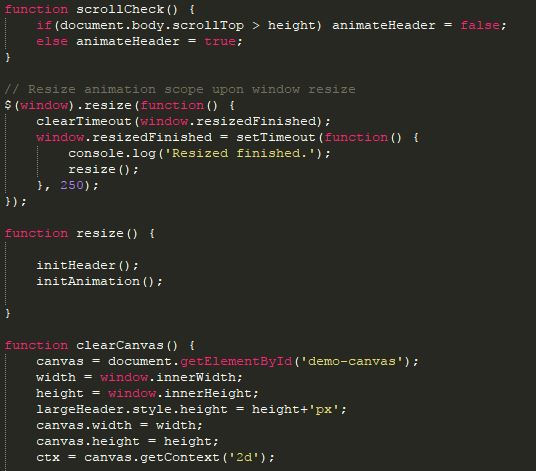 function scrollCheck() {
    if(document.body.scrollTop > height) animateHeader = false;
    else animateHeader = true;
}
// Resize animation scope upon window resize
$(window).resize(function() {
    clearTimeout(window.resizedFinished);
    window.resizedFinished = setTimeout(function() {
        console.log('Resized finished.');
        resize();
    }, 250);
});
function resize() {
    initHeader();
    initAnimation();
}
function clearCanvas() {
    canvas = document.getElementById('demo-canvas');
    width = window.innerWidth;
    height = window.innerHeight;
    largeHeader.style.height = height+'px';
    canvas.width = width;
    canvas.height = height;
    ctx = canvas.getContext('2d');